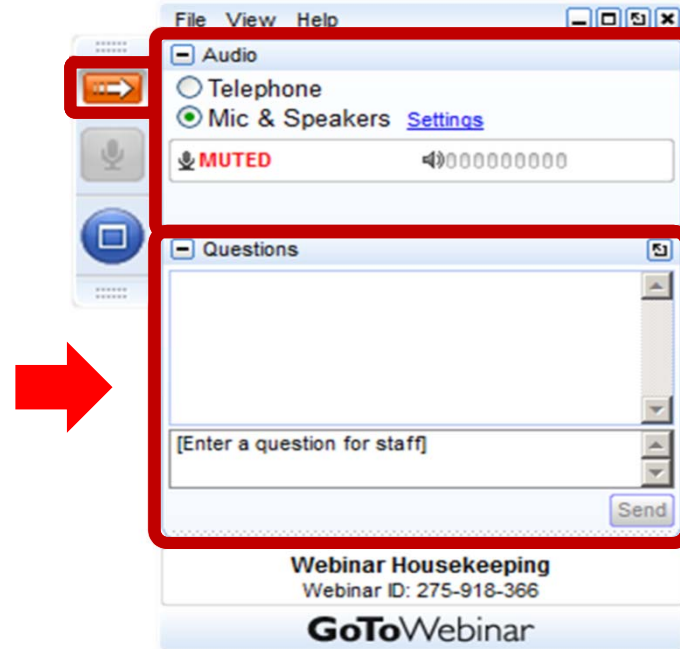 File View Help
Audio
Telephone
Mic & Speakers Settings
MUTED 000000000
Questions
[Enter a question for staff]
Send
Webinar Housekeeping
Webinar ID: 275-918-366
GoToWebinar